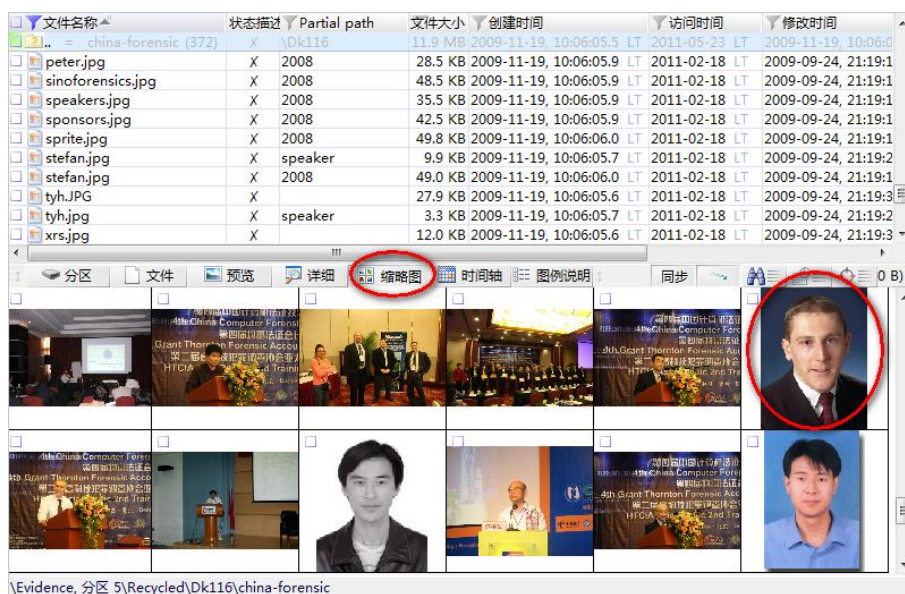 文件名称 状态描述 Partial path 文件大小 创建时间 访问时间 修改时间
.. = china-forensic (372) X \Dk116 11.9 MB 2009-11-19, 10:06:05.5 LT 2011-05-23 LT 2009-11-19, 10:06:0
peter.jpg X 2008 28.5 KB 2009-11-19, 10:06:05.9 LT 2011-02-18 LT 2009-09-24, 21:19:1
sinoforensics.jpg X 2008 48.5 KB 2009-11-19, 10:06:05.9 LT 2011-02-18 LT 2009-09-24, 21:19:1
speakers.jpg X 2008 35.5 KB 2009-11-19, 10:06:05.9 LT 2011-02-18 LT 2009-09-24, 21:19:1
sponsors.jpg X 2008 42.5 KB 2009-11-19, 10:06:05.9 LT 2011-02-18 LT 2009-09-24, 21:19:1
sprite.jpg X 2008 49.8 KB 2009-11-19, 10:06:06.0 LT 2011-02-18 LT 2009-09-24, 21:19:1
stefan.jpg X speaker 9.9 KB 2009-11-19, 10:06:05.7 LT 2011-02-18 LT 2009-09-24, 21:19:2
stefan.jpg X 2008 49.0 KB 2009-11-19, 10:06:06.0 LT 2011-02-18 LT 2009-09-24, 21:19:1
tyh.JPG X 27.9 KB 2009-11-19, 10:06:05.6 LT 2011-02-18 LT 2009-09-24, 21:19:3
tyh.jpg X speaker 3.3 KB 2009-11-19, 10:06:05.7 LT 2011-02-18 LT 2009-09-24, 21:19:2
xrs.jpg X 12.0 KB 2009-11-19, 10:06:05.6 LT 2011-02-18 LT 2009-09-24, 21:19:3
分区 文件 预览 详细 缩略图 时间轴 图例说明 同步 0 B)
4th China Computer Forens
Grant Thornton Forensic Accou
HTCIA
4th China Computer Fore
4th Grant Thornton Forensic Acc
HTCIA
4th China Computer Foren
Grant Thornton Forensic Acco
4th China Computer Fore
4th Grant Thornton Forensic Acc
HTCIA
\Evidence, 分区 5\Recycled\Dk116\china-forensic